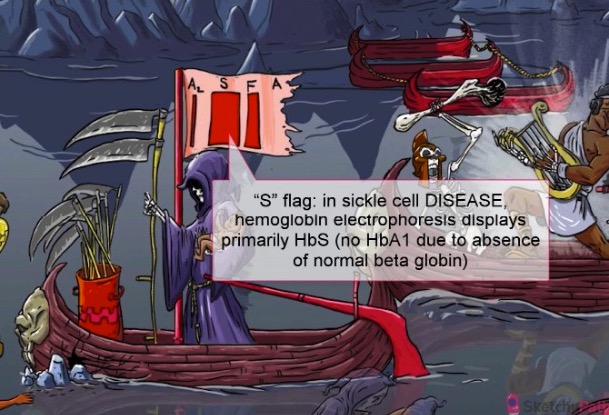 A₂ S F A
“S” flag: in sickle cell DISEASE,
hemoglobin electrophoresis displays
primarily HbS (no HbA1 due to absence
of normal beta globin)